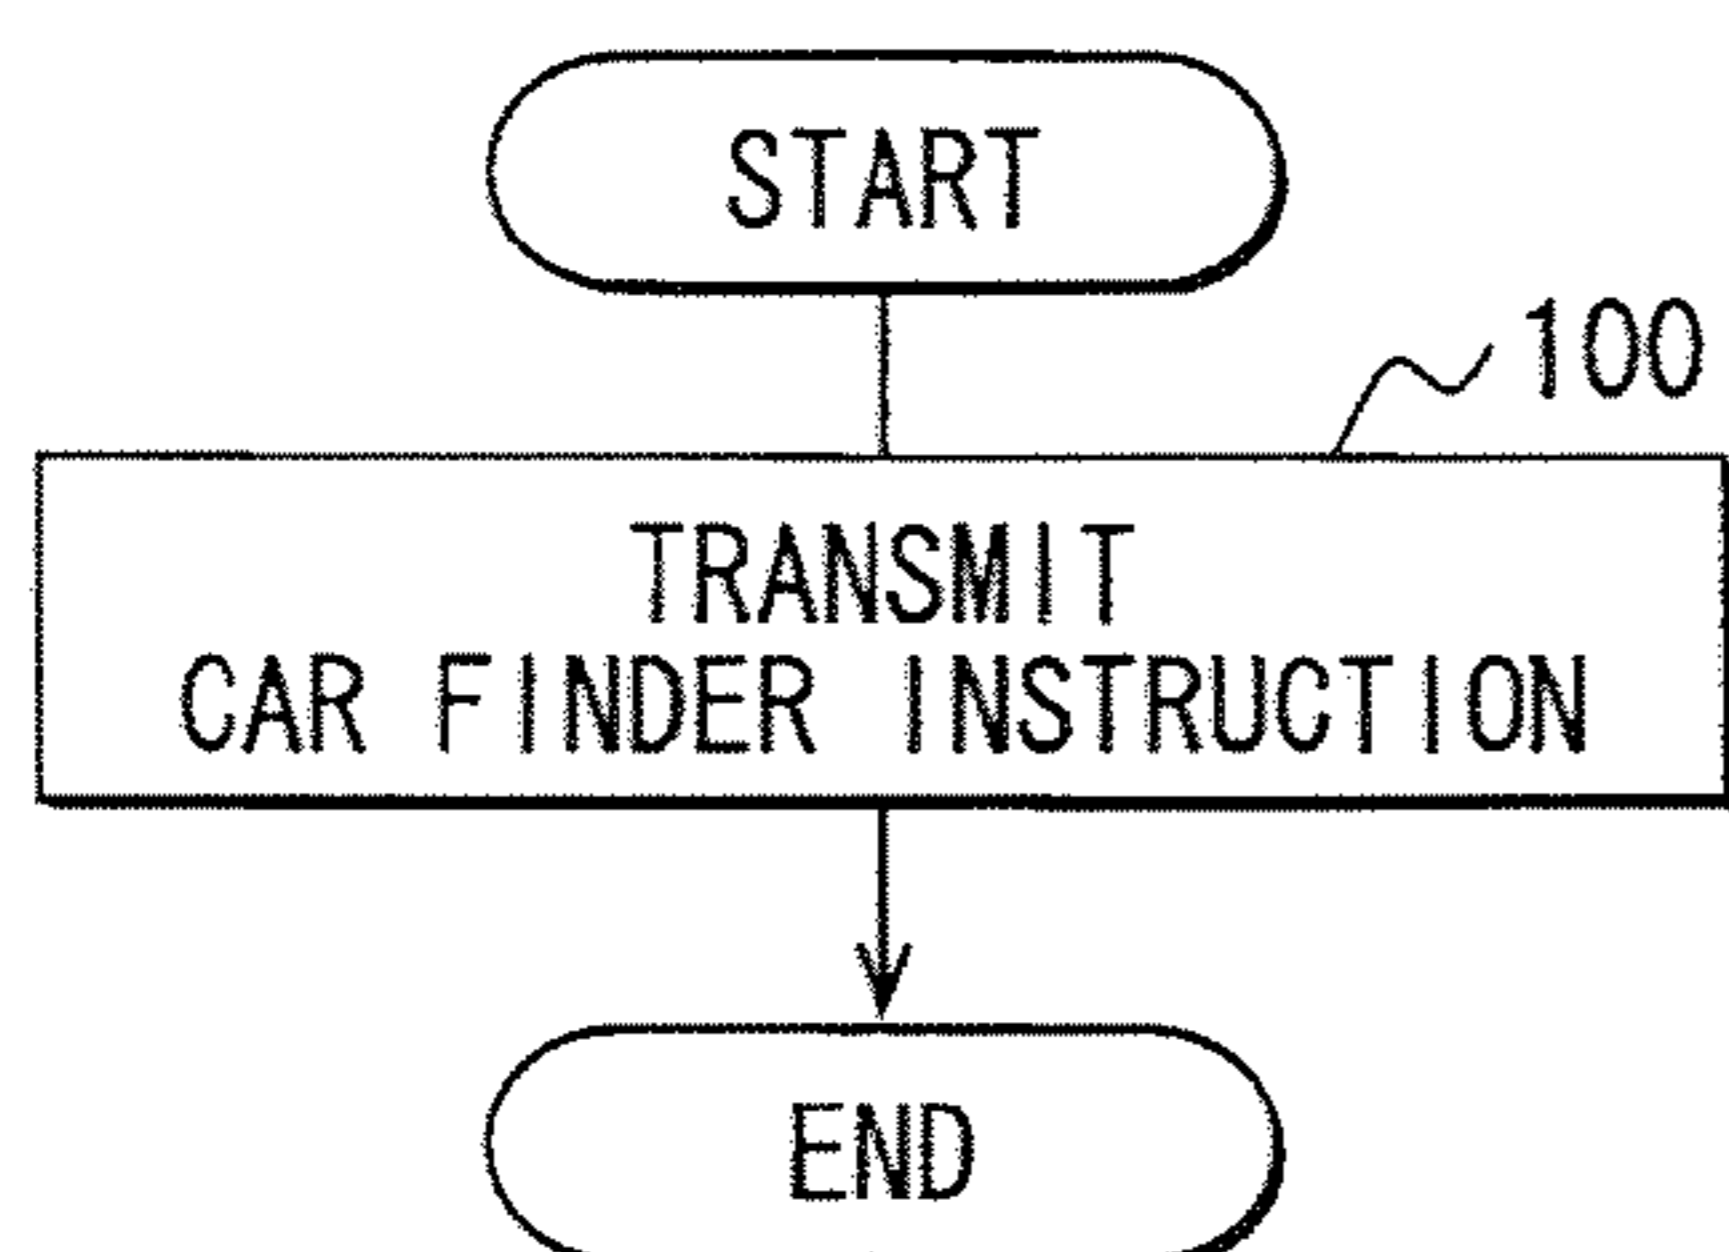 START
100
TRANSMIT
CAR FINDER INSTRUCTION
END